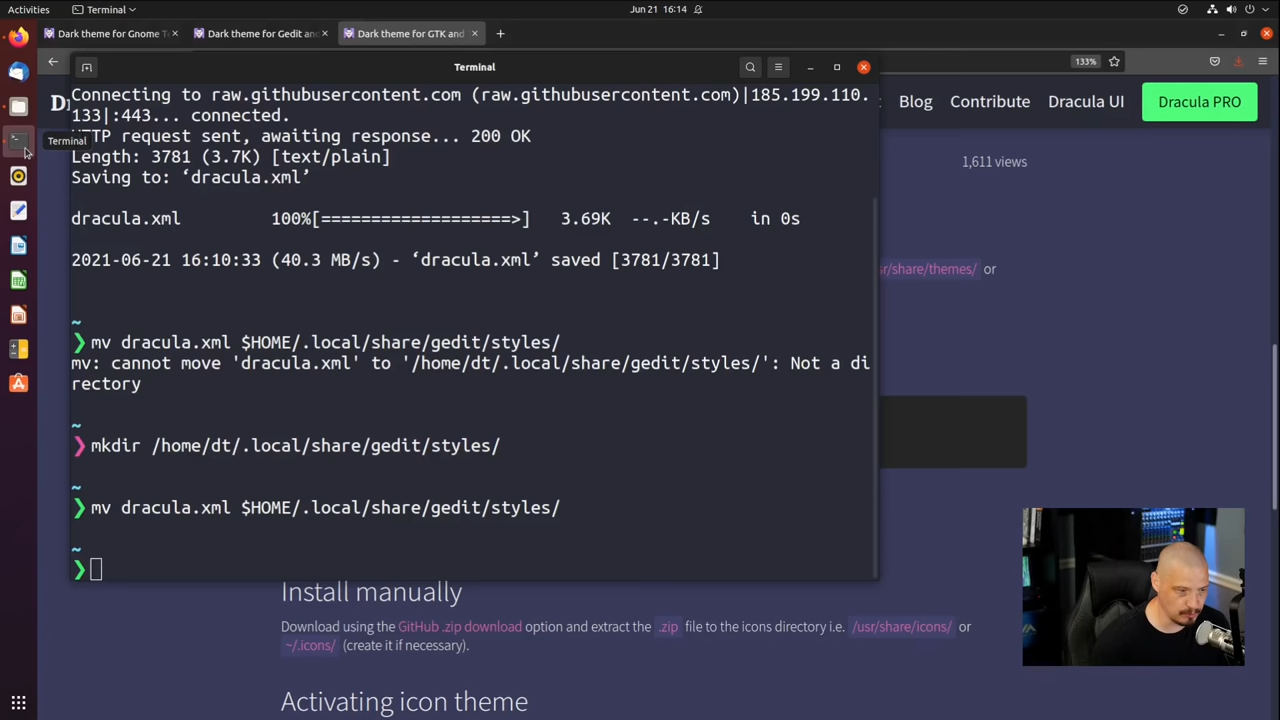 Activities
Terminal
Jun 21 16:14
Dark theme for Gnome T
Dark theme for Gedit and
Dark theme for GTK and
133%
Terminal
Blog
Contribute
Dracula UI
Dracula PRO
1,611 views
Terminal
Connecting to raw.githubusercontent.com (raw.githubusercontent.com)|185.199.110.
133|:443... connected.
HTTP request sent, awaiting response... 200 OK
Length: 3781 (3.7K) [text/plain]
Saving to: ‘dracula.xml’
dracula.xml 100%[===================>] 3.69K --.-KB/s in 0s
2021-06-21 16:10:33 (40.3 MB/s) - ‘dracula.xml’ saved [3781/3781]
~
❯ mv dracula.xml $HOME/.local/share/gedit/styles/
mv: cannot move 'dracula.xml' to '/home/dt/.local/share/gedit/styles/': Not a di
rectory
~
❯ mkdir /home/dt/.local/share/gedit/styles/
~
❯ mv dracula.xml $HOME/.local/share/gedit/styles/
~
❯
r/share/themes/ or
Install manually
Download using the GitHub .zip download option and extract the .zip file to the icons directory i.e. /usr/share/icons/ or
~/.icons/ (create it if necessary).
Activating icon theme